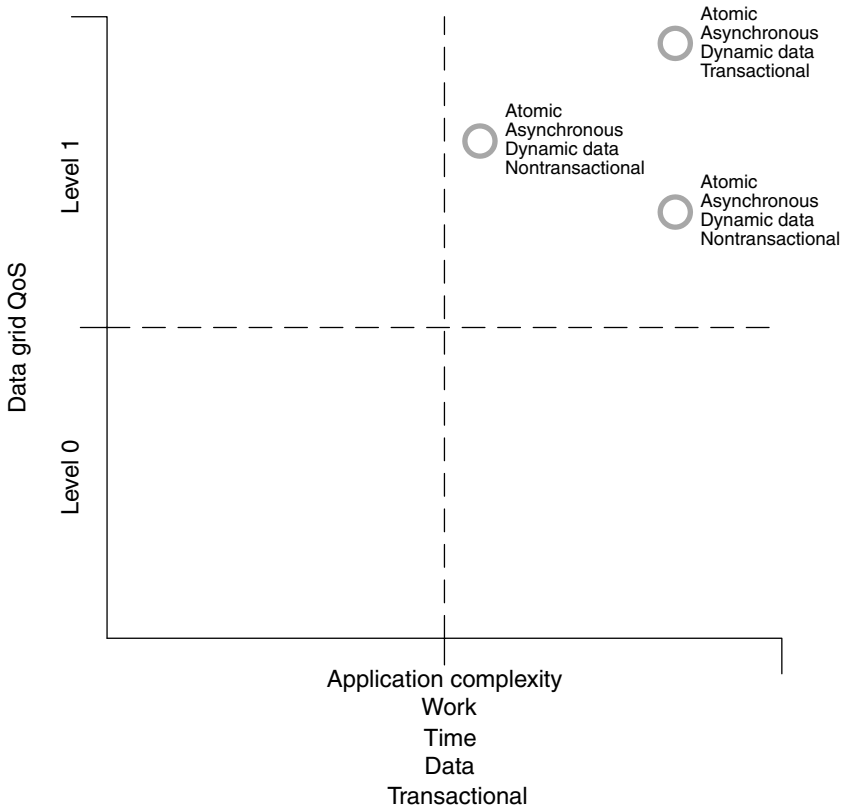 Atomic
Asynchronous
Dynamic data
Transactional
Atomic
Asynchronous
Dynamic data
Nontransactional
Atomic
Asynchronous
Dynamic data
Nontransactional
Data grid QoS
Level 1
Level 0
Application complexity
Work
Time
Data
Transactional